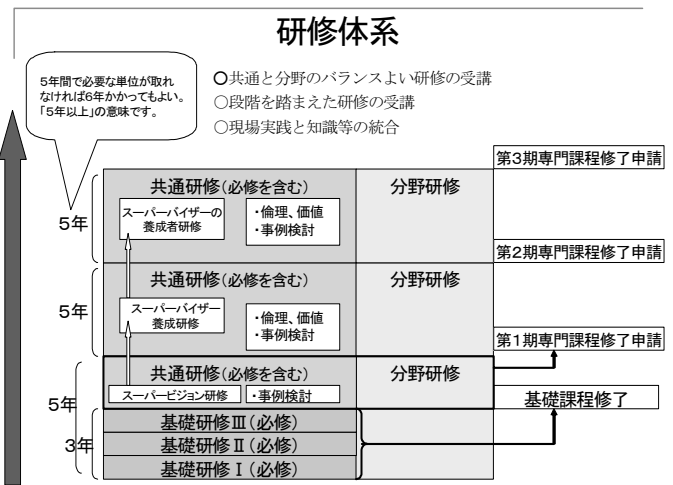 研修体系
5年間で必要な単位が取れ
なければ6年かかってもよい。
「5年以上」の意味です。
○共通と分野のバランスよい研修の受講
○段階を踏まえた研修の受講
○現場実践と知識等の統合
第3期専門課程修了申請
共通研修(必修を含む)
分野研修
スーパーバイザーの
養成者研修
・倫理、価値
・事例検討
5年
第2期専門課程修了申請
共通研修(必修を含む)
分野研修
スーパーバイザー
養成研修
・倫理、価値
・事例検討
5年
第1期専門課程修了申請
共通研修(必修を含む)
分野研修
スーパービジョン研修
・事例検討
基礎課程修了
5年
基礎研修Ⅲ(必修)
3年
基礎研修Ⅱ(必修)
基礎研修Ⅰ(必修)